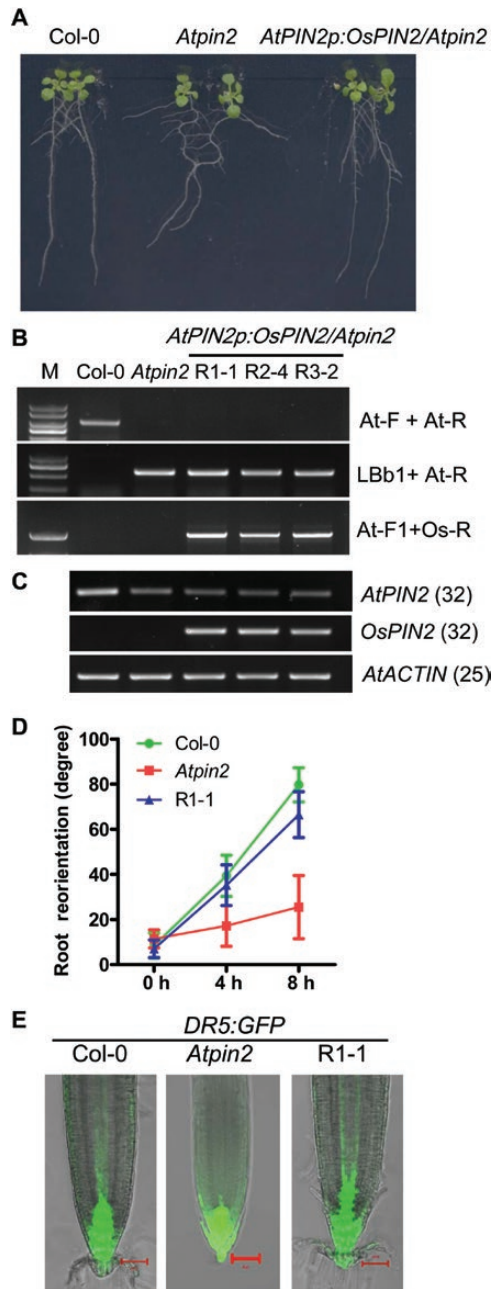 A
Col-0 Atpin2 AtPIN2p:OsPIN2/Atpin2
B
AtPIN2p:OsPIN2/Atpin2
M Col-0 Atpin2 R1-1 R2-4 R3-2
At-F + At-R
LBb1+ At-R
At-F1+Os-R
C
AtPIN2 (32)
OsPIN2 (32)
AtACTIN (25)
D
Root reorientation (degree)
100
80
60
40
20
0
Col-0
Atpin2
R1-1
0 h 4 h 8 h
E
DR5:GFP
Col-0 Atpin2 R1-1